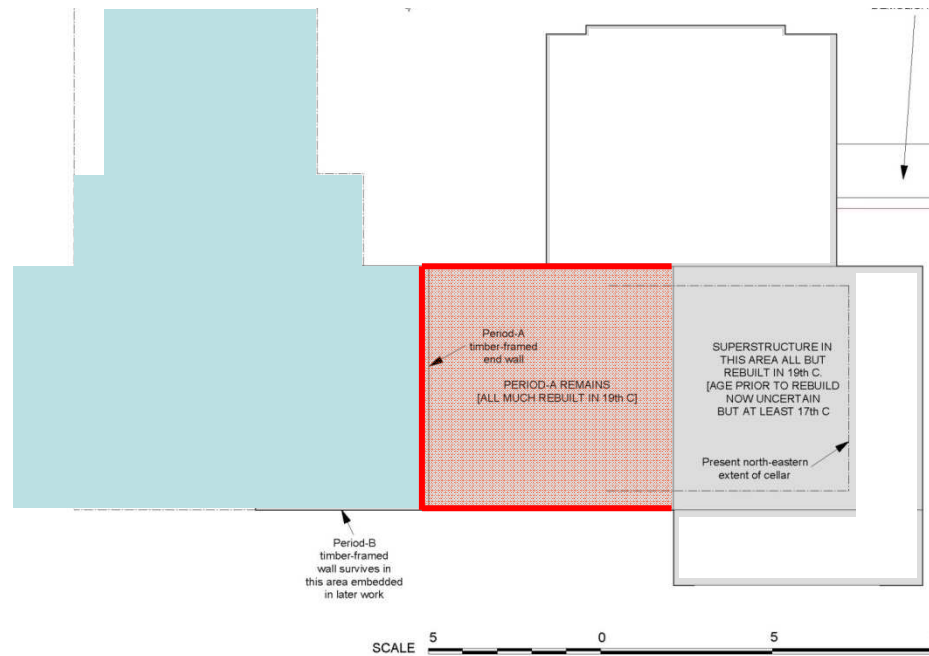 Period-A
timber-framed
end wall
PERIOD-A REMAINS
[ALL MUCH REBUILT IN 19th C]
SUPERSTRUCTURE IN
THIS AREA ALL BUT
REBUILT IN 19th C.
[AGE PRIOR TO REBUILD
NOW UNCERTAIN
BUT AT LEAST 17th C
Present north-eastern
extent of cellar
Period-B
timber-framed
wall survives in
this area embedded
in later work
SCALE 5 0 5